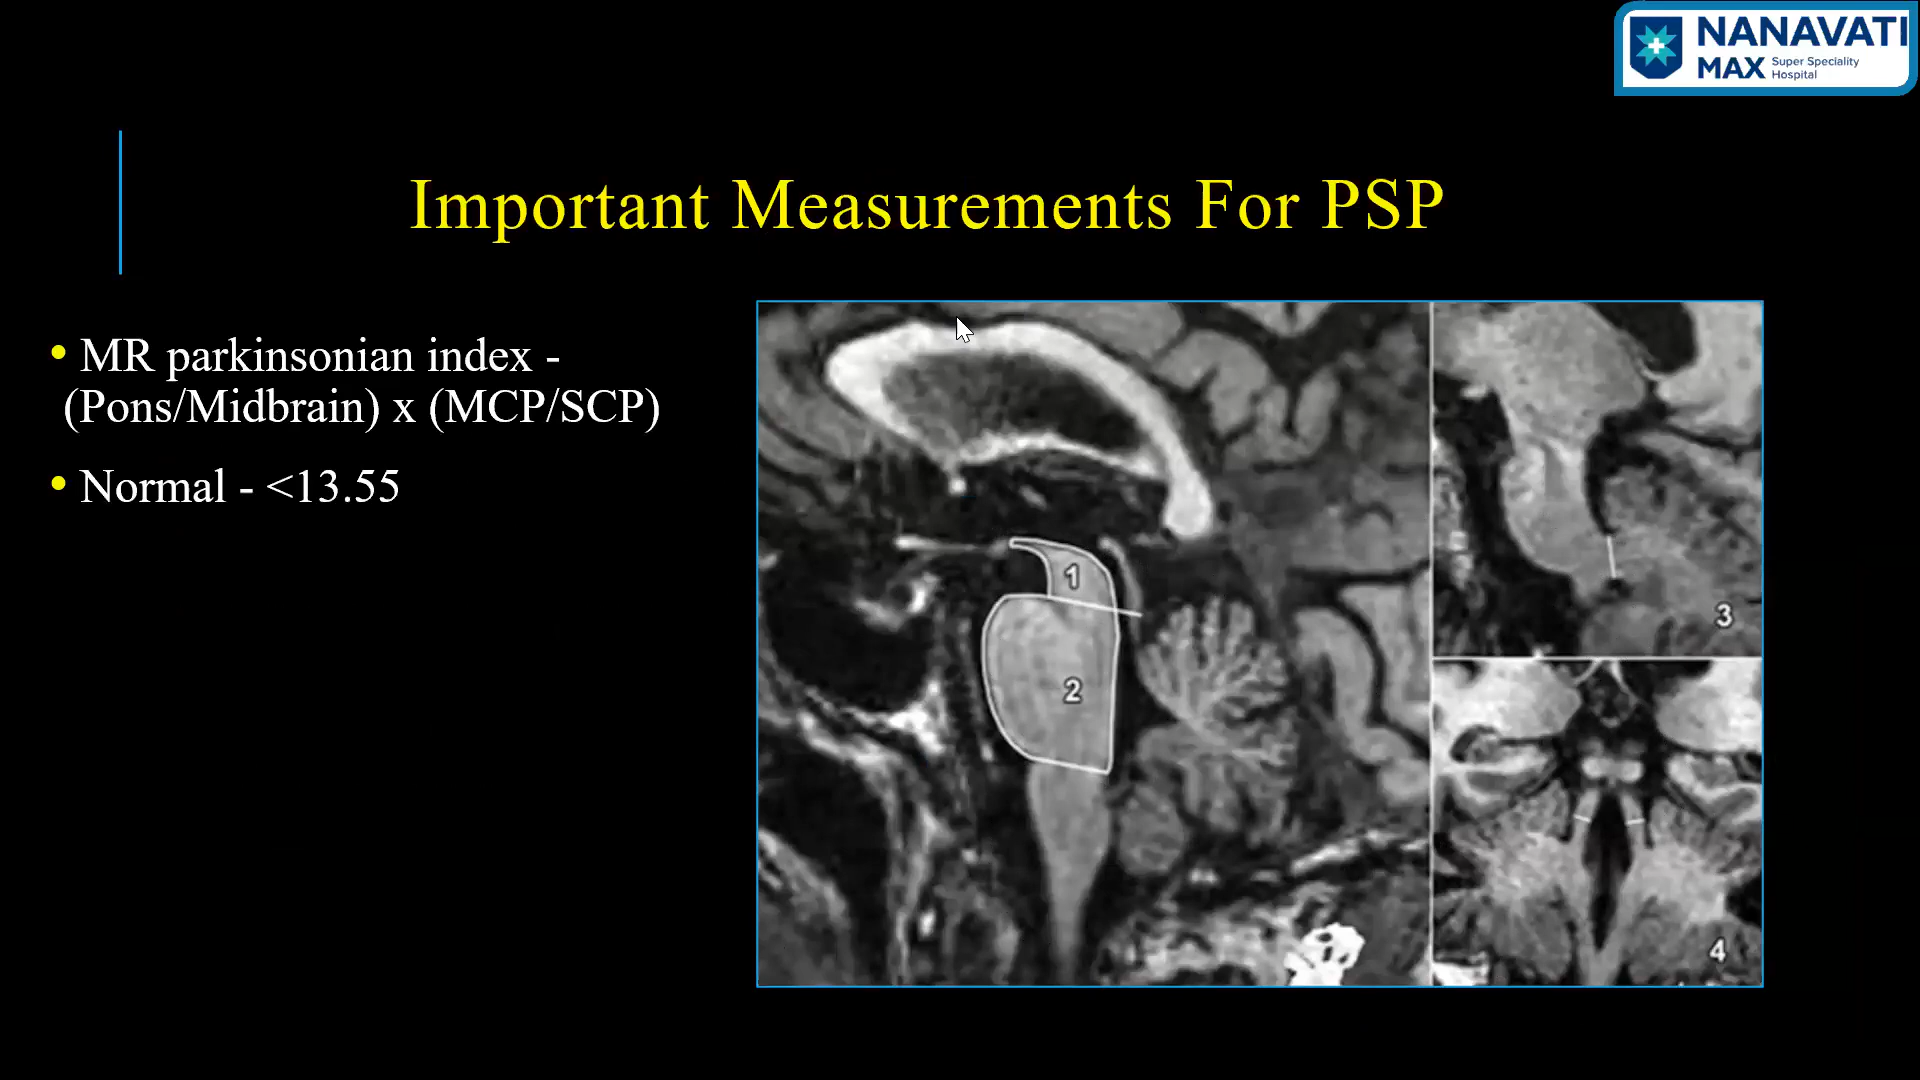 NANAVATI
MAX Super Speciality
Hospital
Important Measurements For PSP
• MR parkinsonian index -
(Pons/Midbrain) x (MCP/SCP)
• Normal - <13.55
1
2
3
4